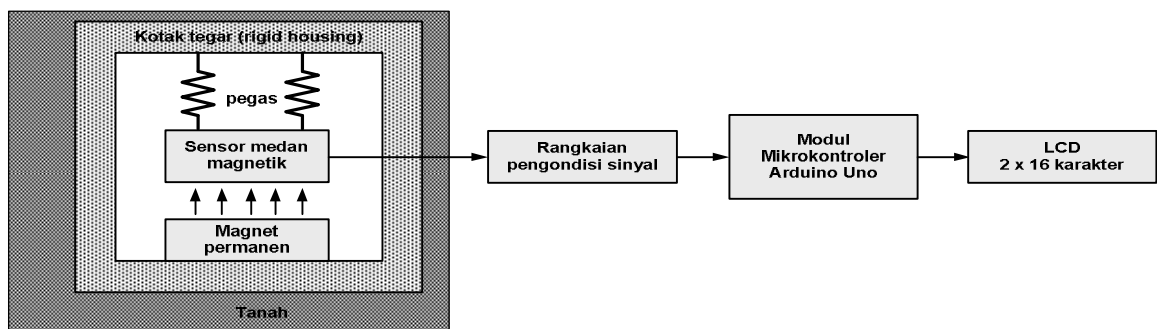 Kotak tegar (rigid housing)
pegas
Sensor medan
magnetik
Magnet
permanen
Tanah
Rangkaian
pengondisi sinyal
Modul
Mikrokontroler
Arduino Uno
LCD
2 x 16 karakter